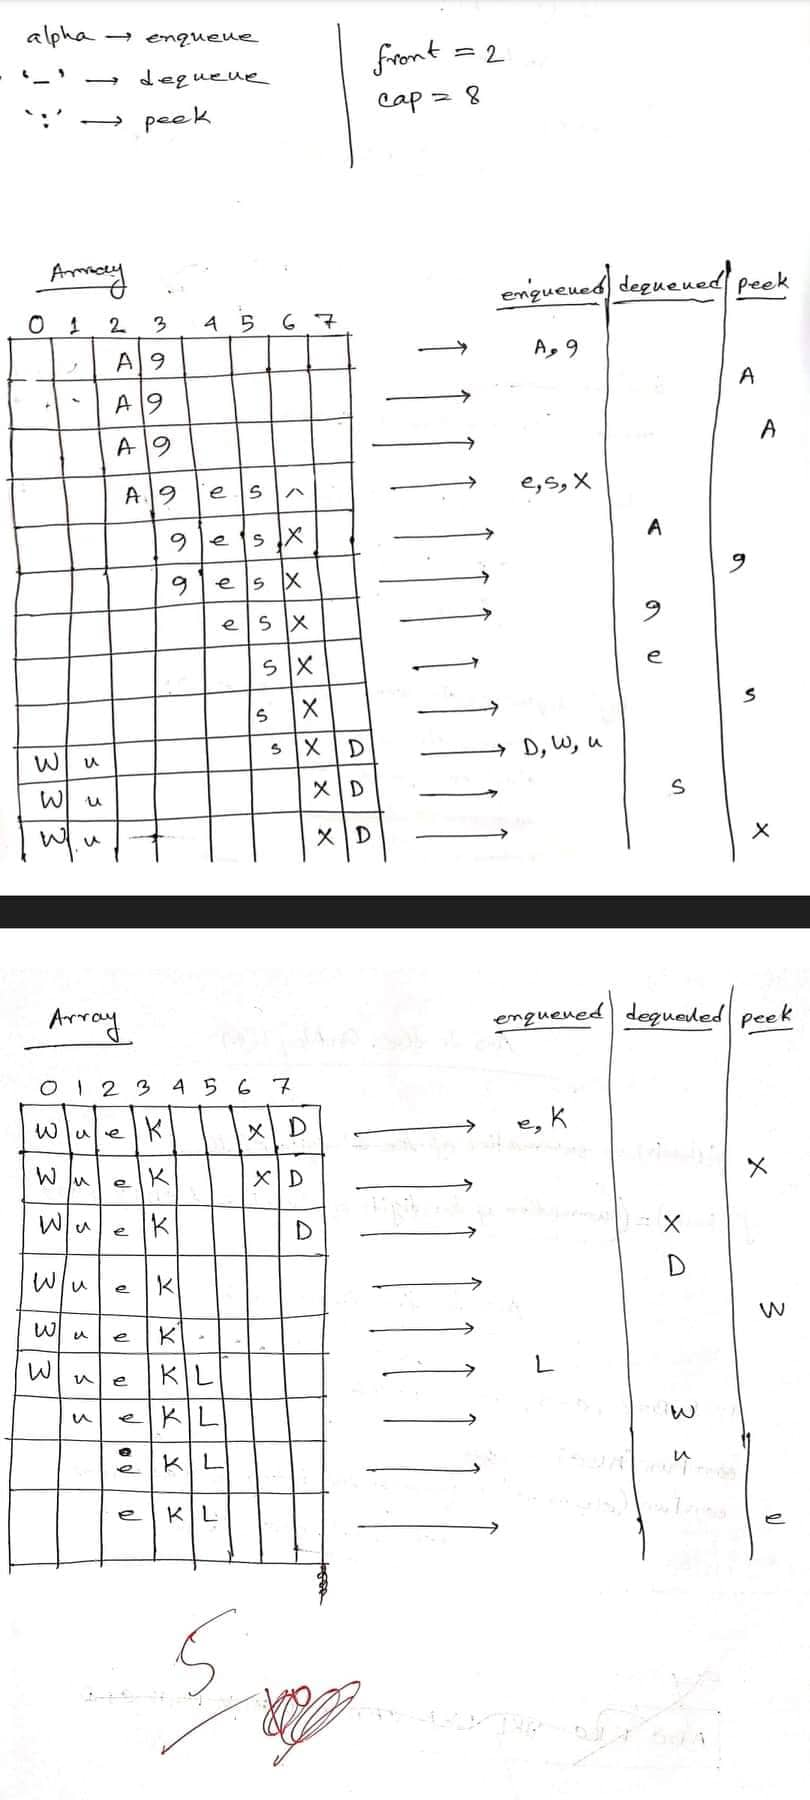 alpha → enqueue
'-' → dequeue
':' → peek
front = 2
cap = 8
Array
enqueued dequeued peek
0 1 2 3 4 5 6 7
A 9 → A, 9
A 9 → A
A 9 → A
A 9 e s ^ → e, s, X
9 e s X → A
9 e s X → 9
e s X → 9
s X → e
s X → s
W u s X D → D, W, u
W u X D → s
W u X D → X
Array
enqueued dequeued peek
0 1 2 3 4 5 6 7
W u e K X D → e, K
W u e K X D → X
W u e K D → X
W u e K → D
W u e K → W
W u e K L → L
u e K L → W
e K L → u
e K L → e
5